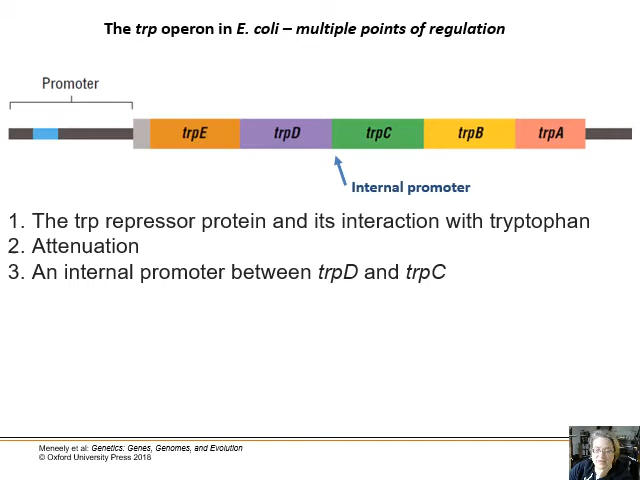 The trp operon in E. coli – multiple points of regulation
Promoter
trpE trpD trpC trpB trpA
Internal promoter
1. The trp repressor protein and its interaction with tryptophan
2. Attenuation
3. An internal promoter between trpD and trpC
Meneely et al: Genetics: Genes, Genomes, and Evolution
© Oxford University Press 2018